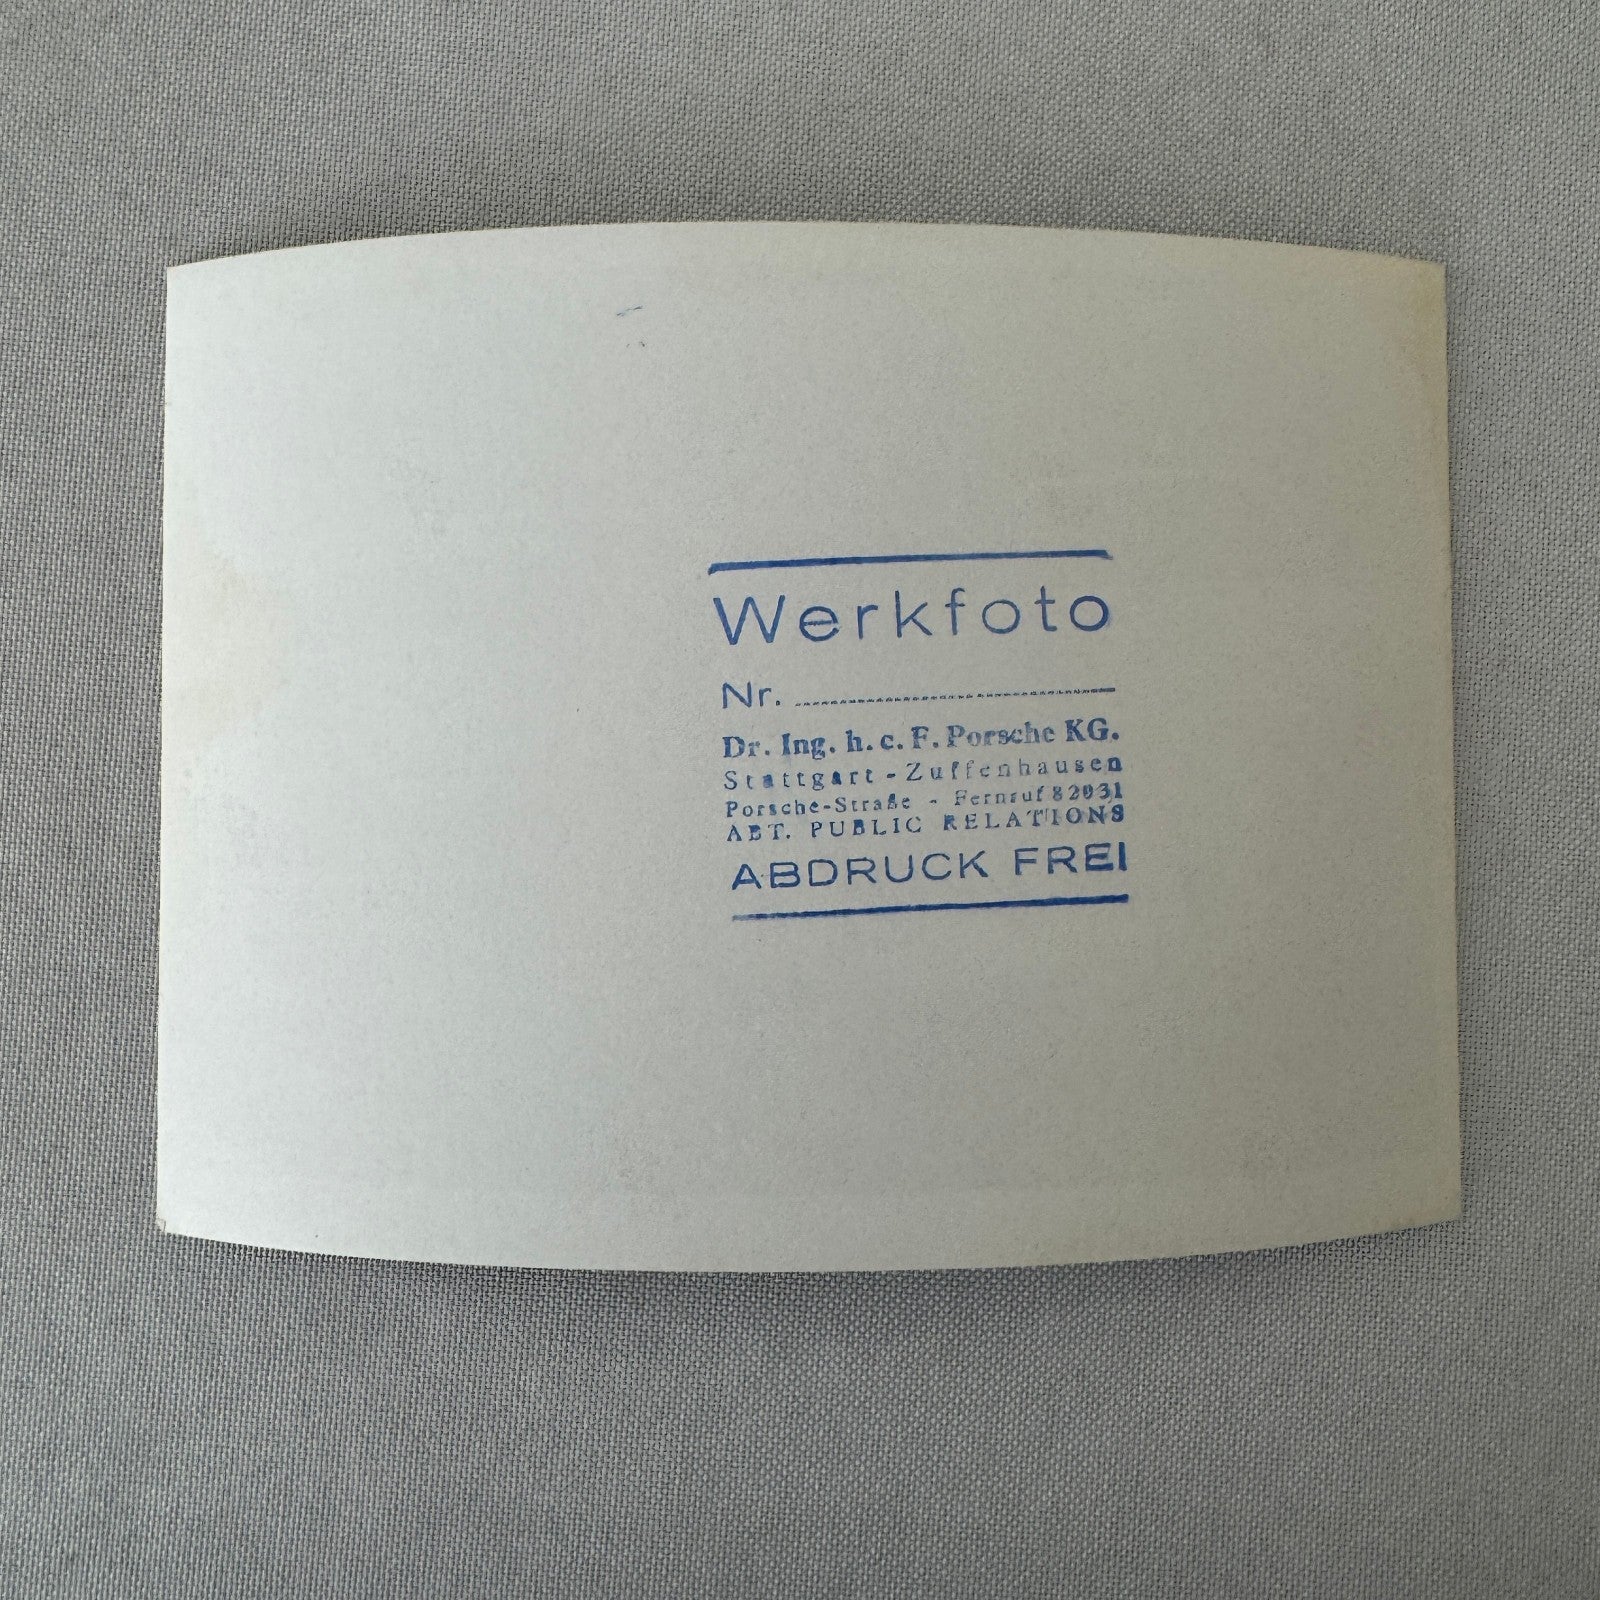 Werkfoto
Nr.
Dr. Ing. h. c. F. Porsche KG.
Stuttgart - Zuffenhausen
Porsche-Straße - Fernruf 82031
ABT. PUBLIC RELATIONS
ABDRUCK FREI